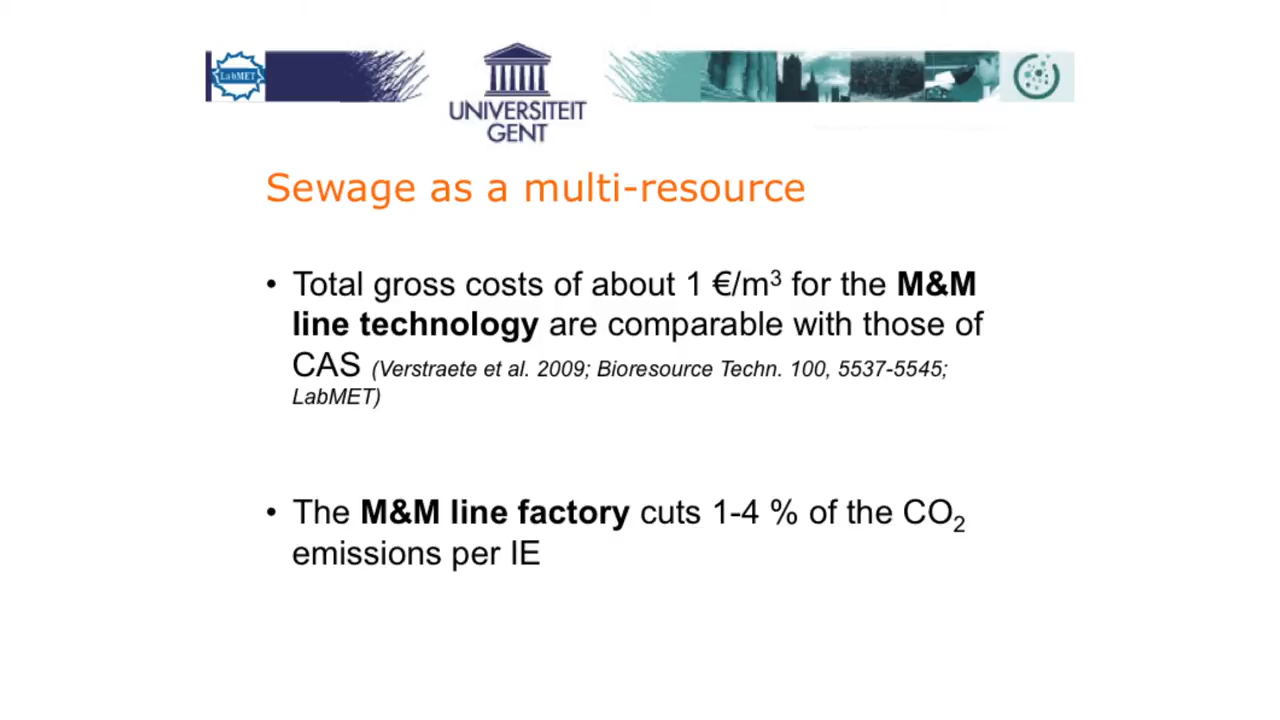 LabMET
UNIVERSITEIT
GENT
Sewage as a multi-resource
• Total gross costs of about 1 €/m³ for the M&M
line technology are comparable with those of
CAS (Verstraete et al. 2009; Bioresource Techn. 100, 5537-5545;
LabMET)
• The M&M line factory cuts 1-4 % of the CO₂
emissions per IE